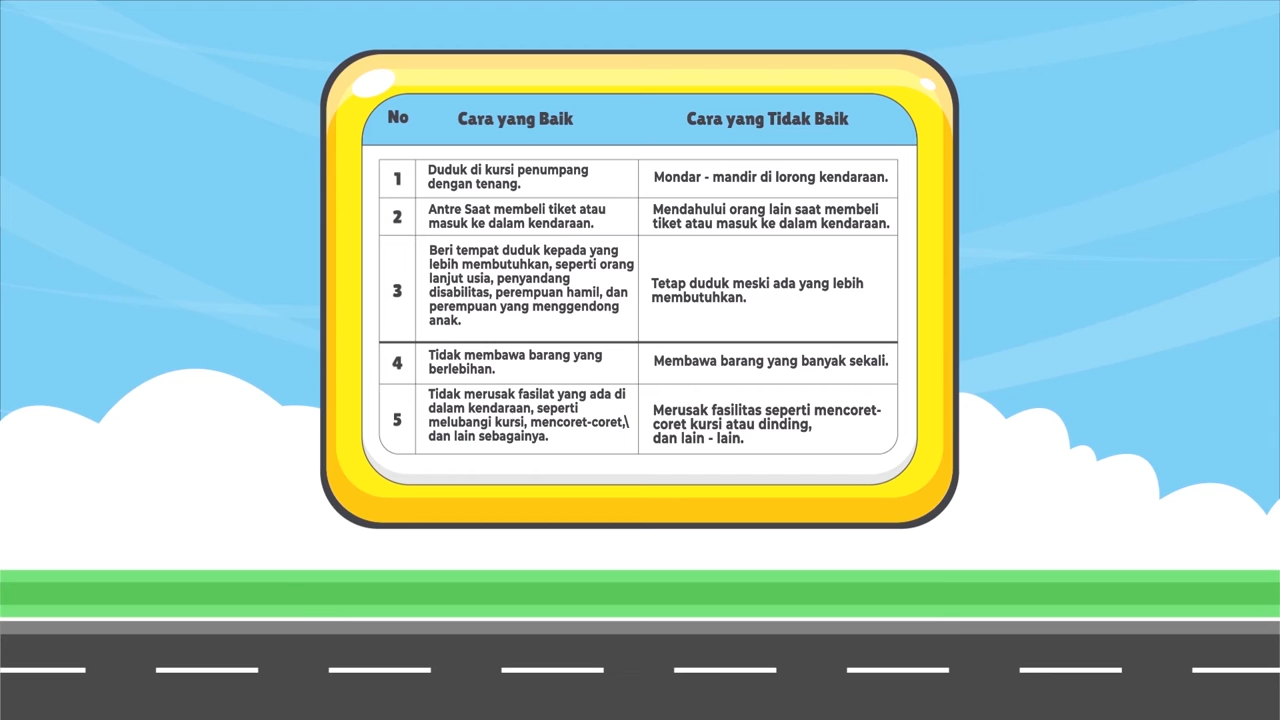 No Cara yang Baik Cara yang Tidak Baik
1
Duduk di kursi penumpang
dengan tenang.
Mondar - mandir di lorong kendaraan.
2
Antre Saat membeli tiket atau
masuk ke dalam kendaraan.
Mendahului orang lain saat membeli
tiket atau masuk ke dalam kendaraan.
3
Beri tempat duduk kepada yang
lebih membutuhkan, seperti orang
lanjut usia, penyandang
disabilitas, perempuan hamil, dan
perempuan yang menggendong
anak.
Tetap duduk meski ada yang lebih
membutuhkan.
4
Tidak membawa barang yang
berlebihan.
Membawa barang yang banyak sekali.
5
Tidak merusak fasilat yang ada di
dalam kendaraan, seperti
melubangi kursi, mencoret-coret,\
dan lain sebagainya.
Merusak fasilitas seperti mencoret-
coret kursi atau dinding,
dan lain - lain.